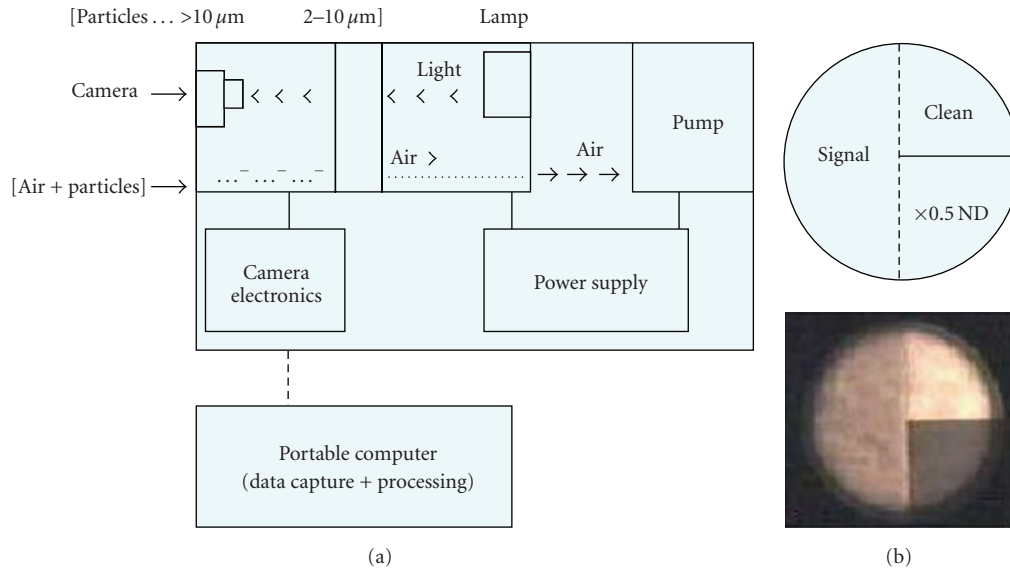 [Particles ... >10 µm
2–10 µm]
Lamp
Camera
Light
Pump
Air
Air
[Air + particles]
Camera
electronics
Power supply
Portable computer
(data capture + processing)
(a)
Signal
Clean
×0.5 ND
(b)